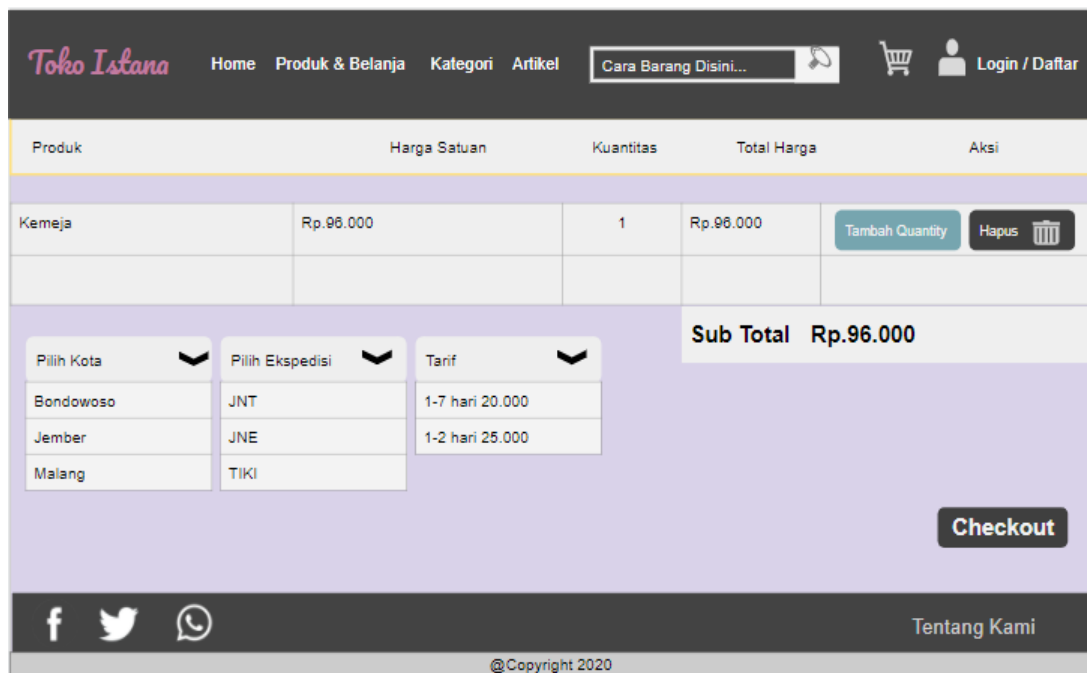 Toko Istana Home Produk & Belanja Kategori Artikel Cara Barang Disini... Login / Daftar
Produk Harga Satuan Kuantitas Total Harga Aksi
Kemeja Rp.96.000 1 Rp.96.000 Tambah Quantity Hapus
Sub Total Rp.96.000
Pilih Kota Pilih Ekspedisi Tarif
Bondowoso JNT 1-7 hari 20.000
Jember JNE 1-2 hari 25.000
Malang TIKI
Checkout
Tentang Kami
@Copyright 2020